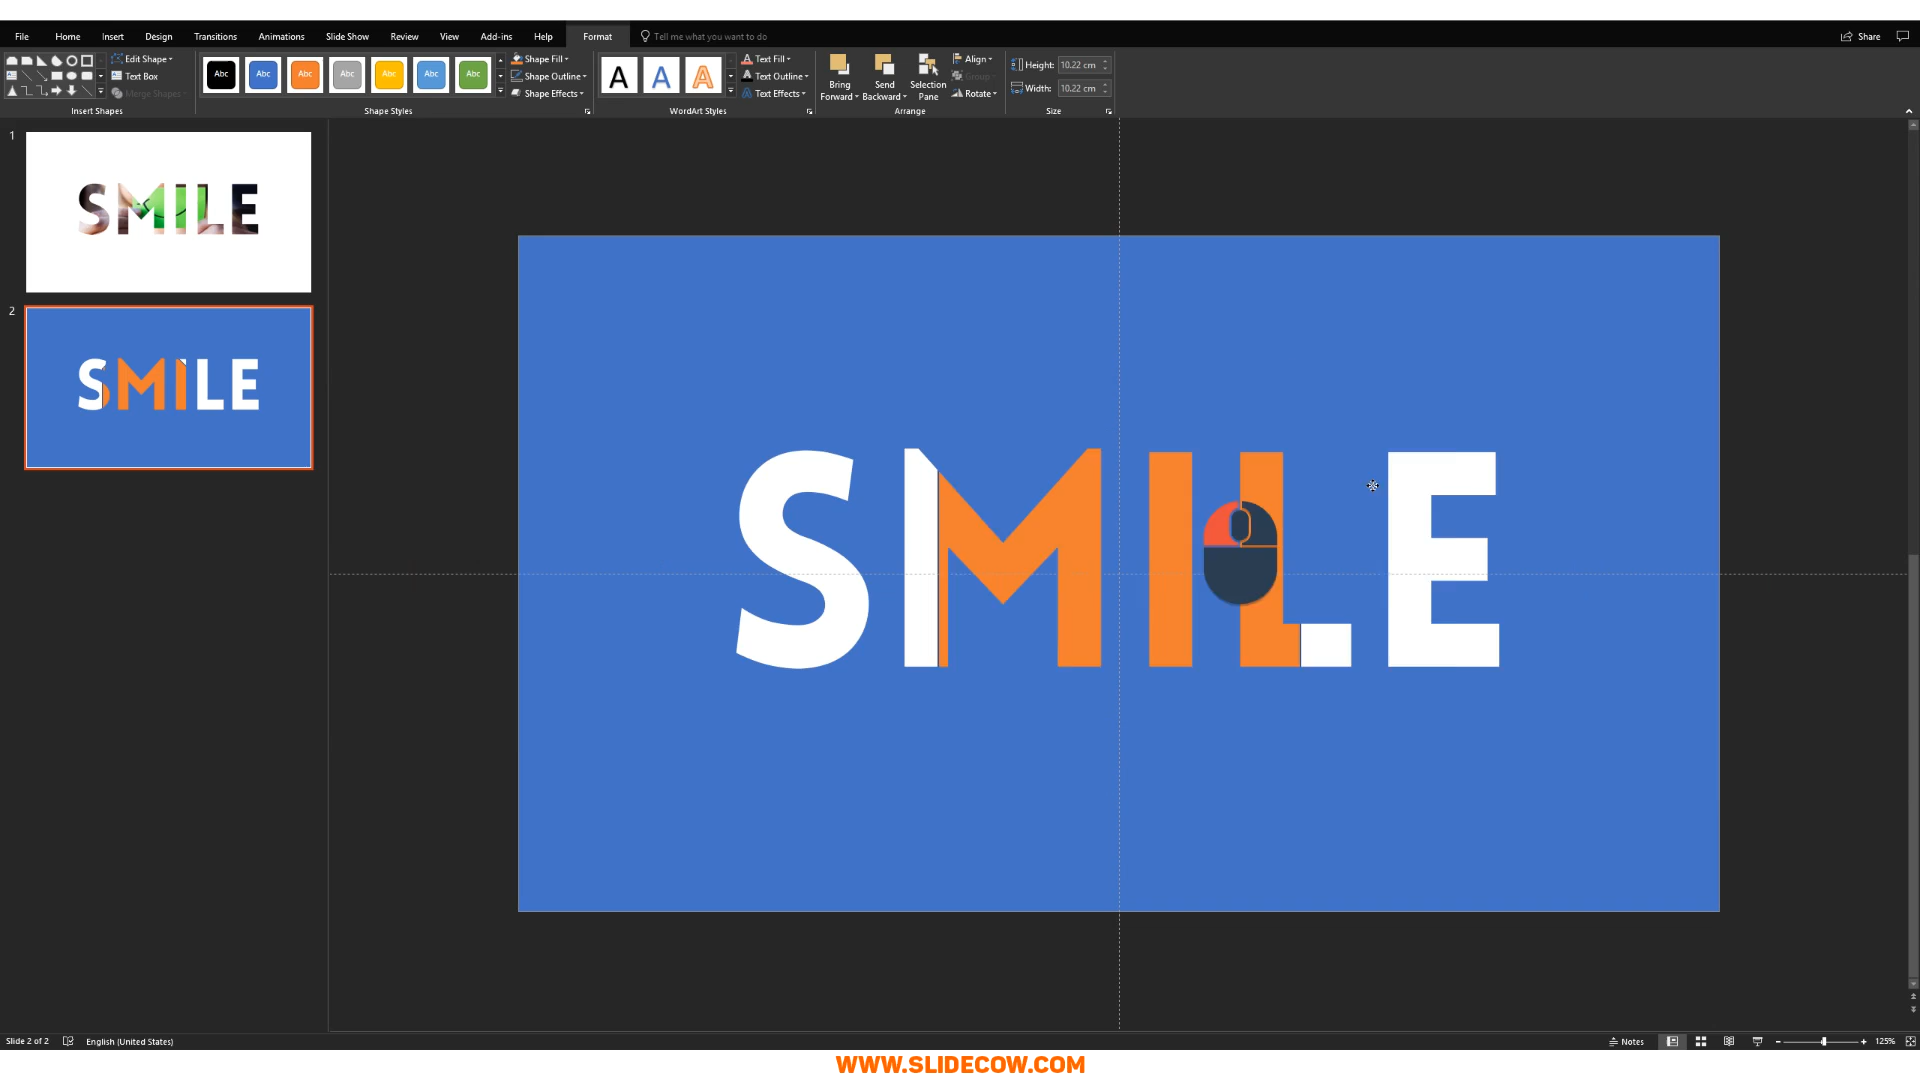 File Home Insert Design Transitions Animations Slide Show Review View Add-ins Help Format Tell me what you want to do Share
Edit Shape
Text Box
Merge Shapes
Insert Shapes
Abc Abc Abc Abc Abc Abc Abc
Shape Fill
Shape Outline
Shape Effects
Shape Styles
A A A
Text Fill
Text Outline
Text Effects
WordArt Styles
Bring Forward
Send Backward
Selection Pane
Align
Group
Rotate
Arrange
Height: 10.22 cm
Width: 10.22 cm
Size
1
SMILE
2
SMILE
SMILE
Slide 2 of 2 English (United States) Notes 125%
WWW.SLIDECOW.COM